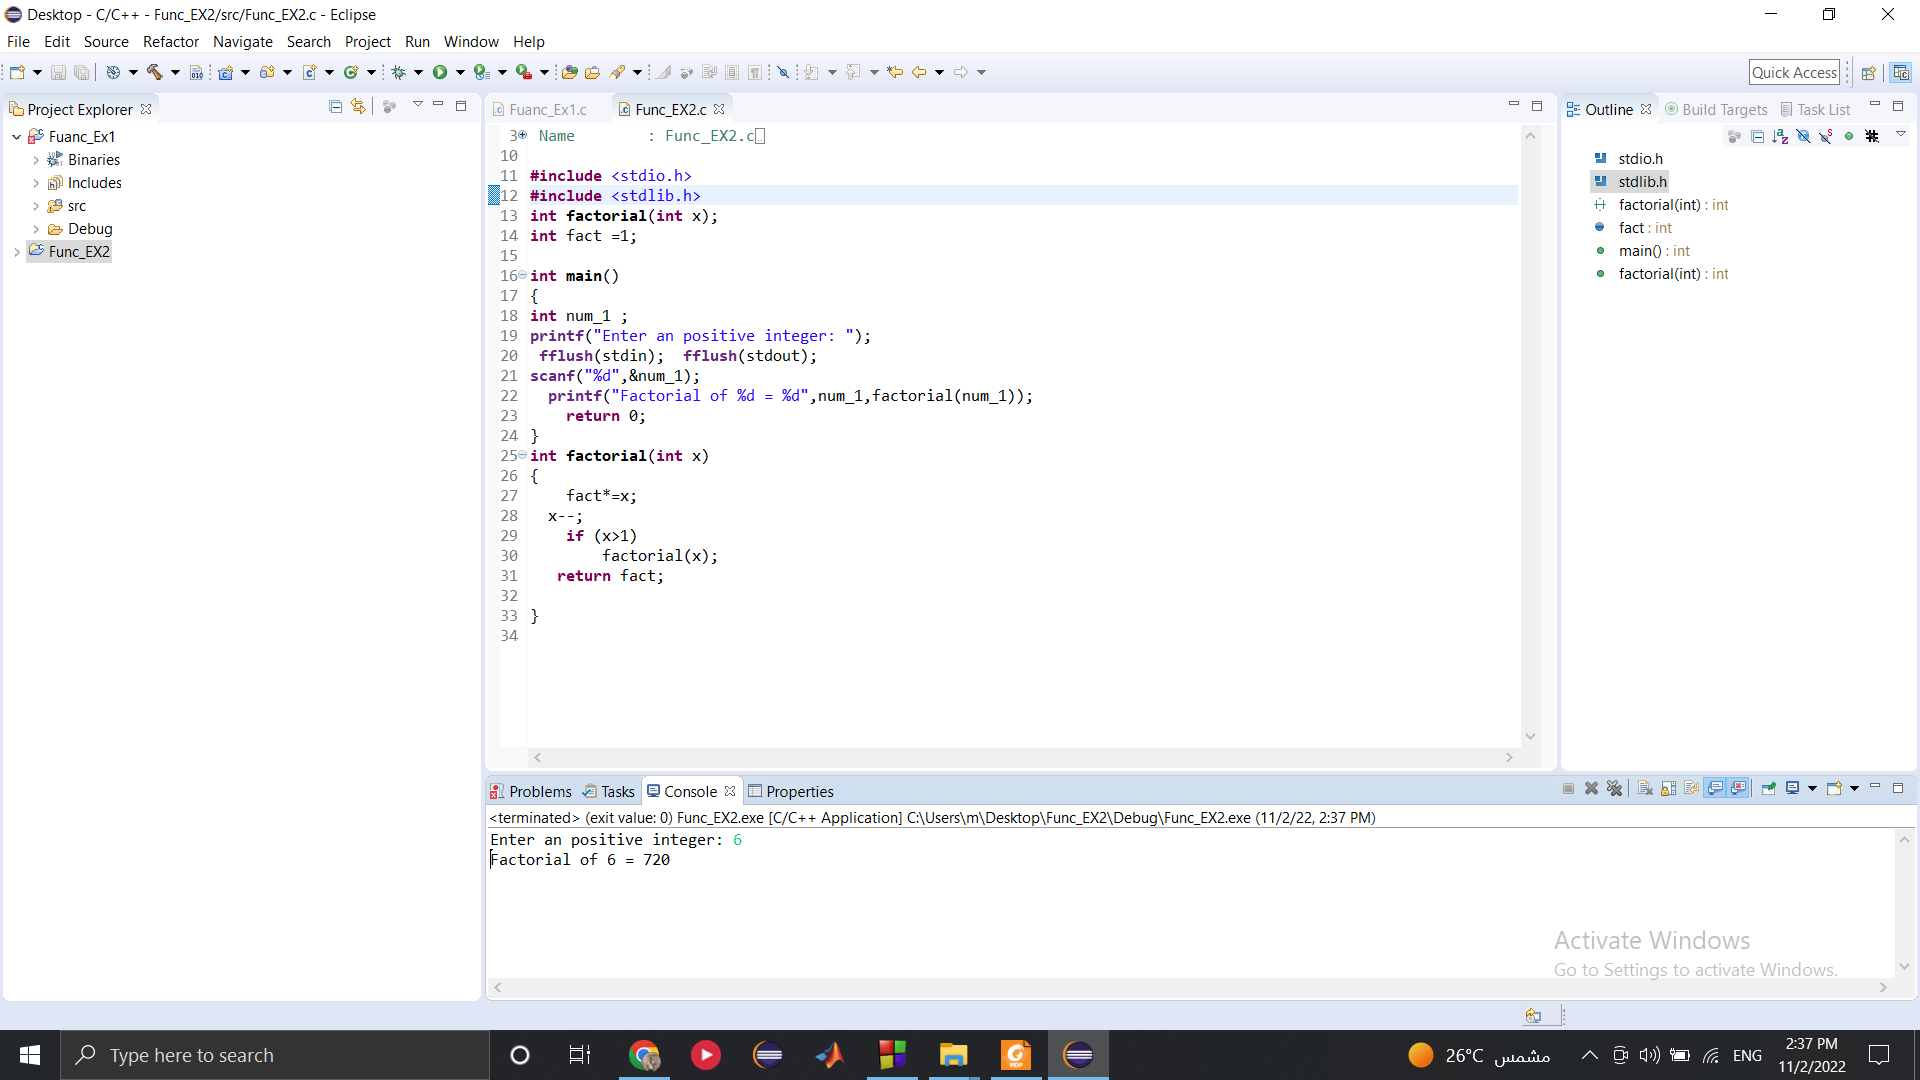 Desktop - C/C++ - Func_EX2/src/Func_EX2.c - Eclipse
File Edit Source Refactor Navigate Search Project Run Window Help
Quick Access
Project Explorer
Fuanc_Ex1
Binaries
Includes
src
Debug
Func_EX2
Fuanc_Ex1.c
Func_EX2.c
3 Name        : Func_EX2.c
10
11 #include <stdio.h>
12 #include <stdlib.h>
13 int factorial(int x);
14 int fact =1;
15
16 int main()
17 {
18 int num_1 ;
19 printf("Enter an positive integer: ");
20  fflush(stdin);  fflush(stdout);
21 scanf("%d",&num_1);
22   printf("Factorial of %d = %d",num_1,factorial(num_1));
23     return 0;
24 }
25 int factorial(int x)
26 {
27     fact*=x;
28   x--;
29     if (x>1)
30         factorial(x);
31    return fact;
32
33 }
34
Outline Build Targets Task List
stdio.h
stdlib.h
factorial(int) : int
fact : int
main() : int
factorial(int) : int
Problems Tasks Console Properties
<terminated> (exit value: 0) Func_EX2.exe [C/C++ Application] C:\Users\m\Desktop\Func_EX2\Debug\Func_EX2.exe (11/2/22, 2:37 PM)
Enter an positive integer: 6
Factorial of 6 = 720
Activate Windows
Go to Settings to activate Windows.
Type here to search
26°C مشمس
ENG
2:37 PM
11/2/2022